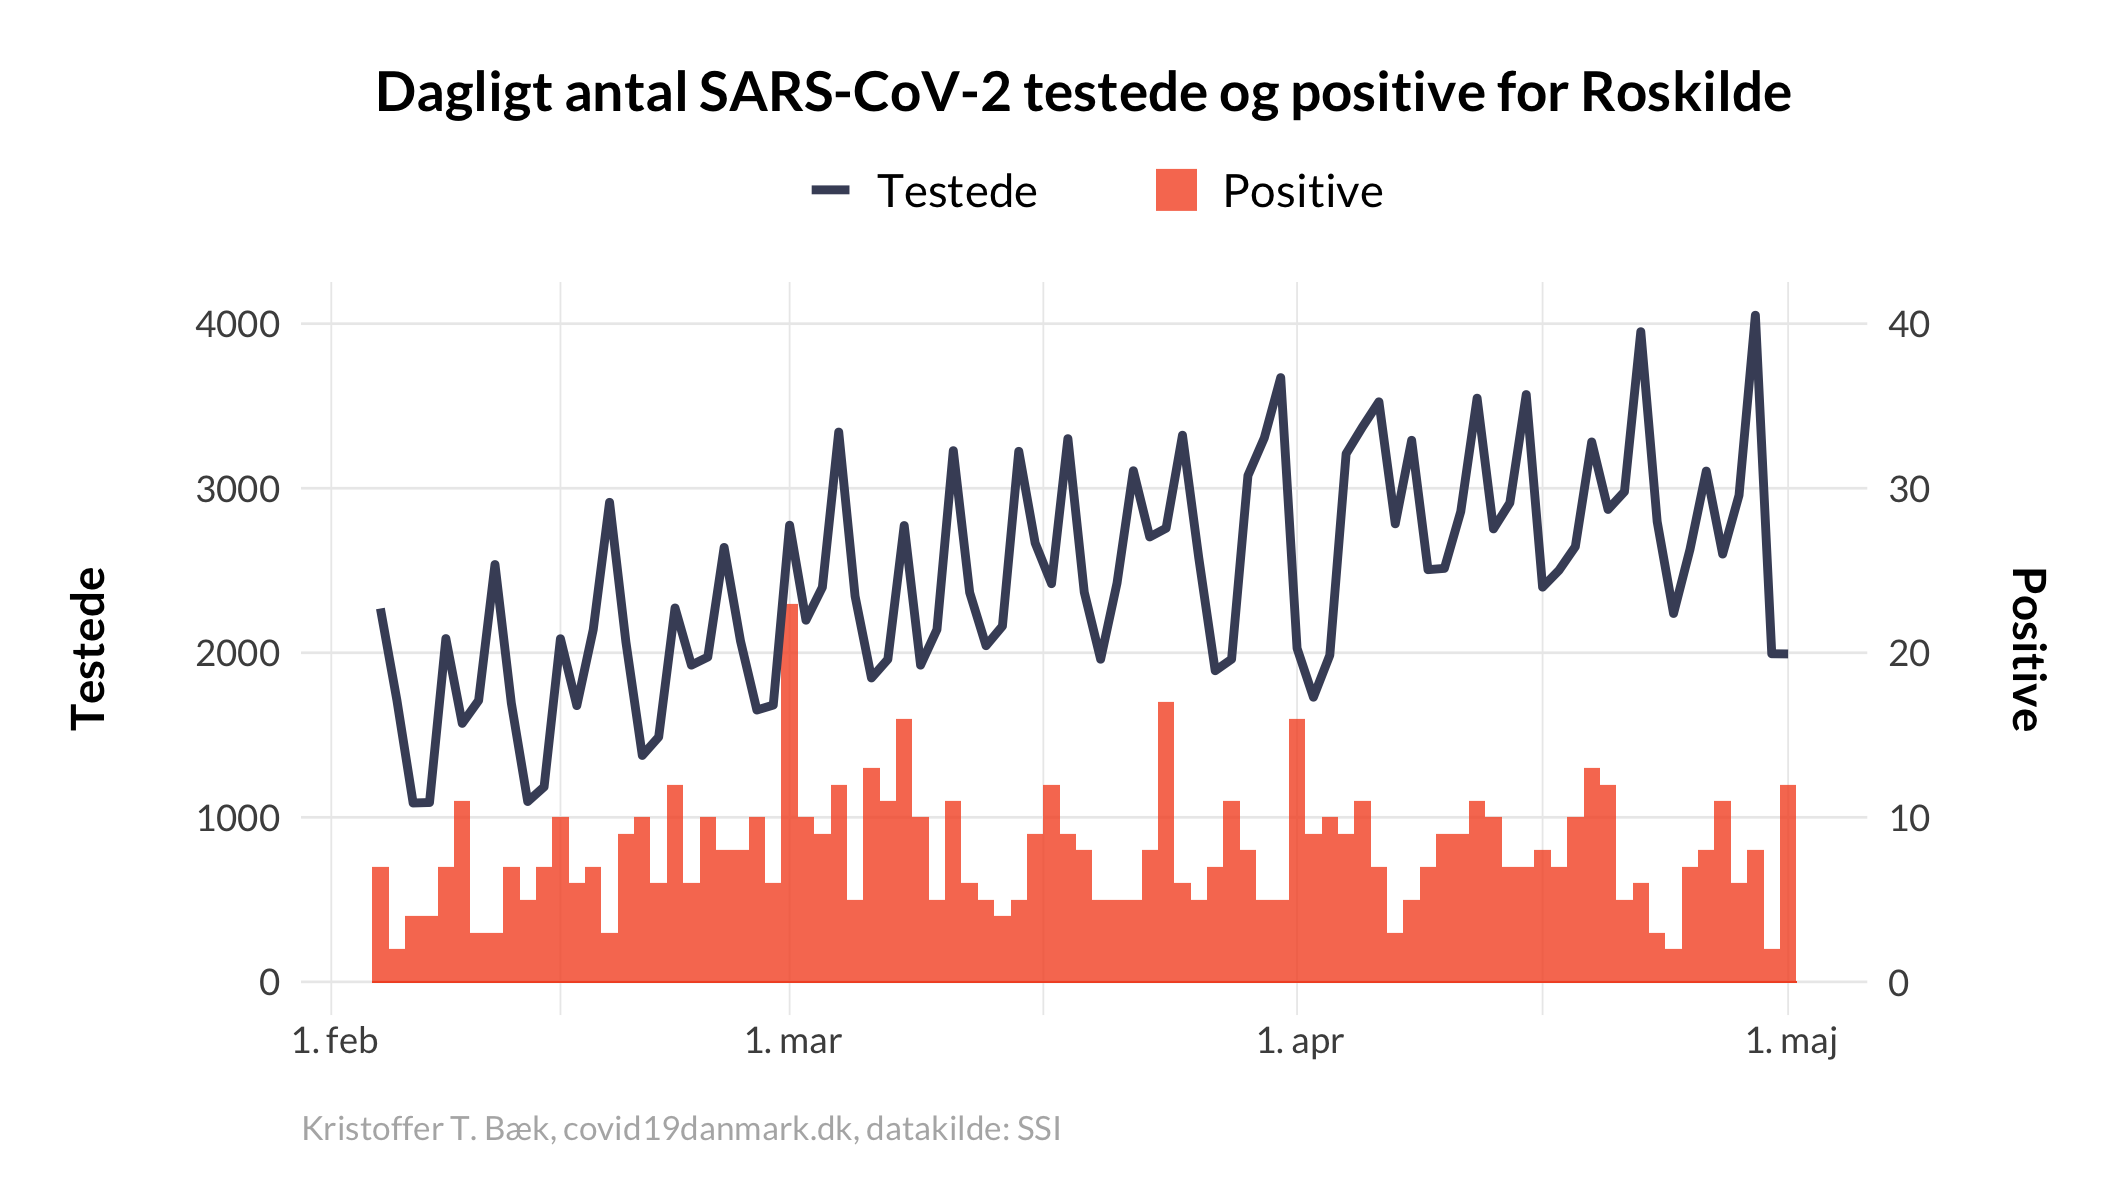 Dagligt antal SARS-CoV-2 testede og positive for Roskilde
Testede Positive
4000 40
3000 30
2000 20
1000 10
0 0
Testede
Positive
1. feb 1. mar 1. apr 1. maj
Kristoffer T. Bæk, covid19danmark.dk, datakilde: SSI